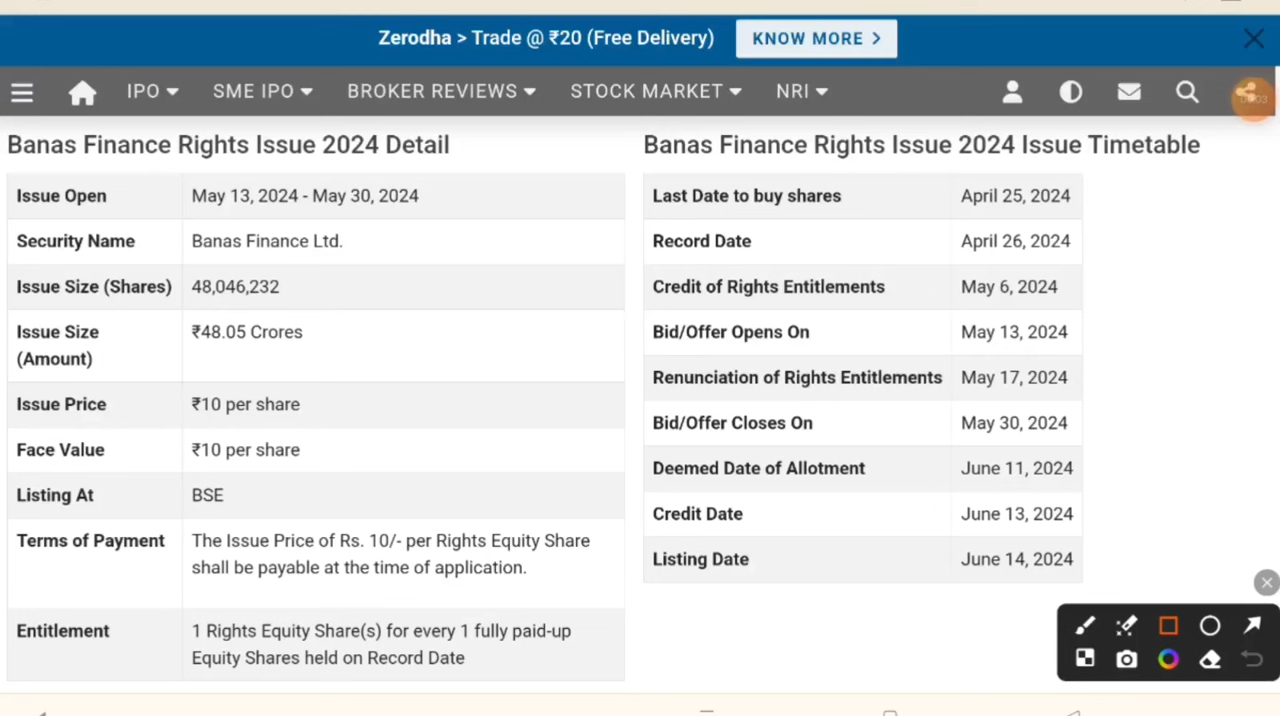 Zerodha > Trade @ ₹20 (Free Delivery)
KNOW MORE
IPO
SME IPO
BROKER REVIEWS
STOCK MARKET
NRI
00:03
Banas Finance Rights Issue 2024 Detail
Issue Open May 13, 2024 - May 30, 2024
Security Name Banas Finance Ltd.
Issue Size (Shares) 48,046,232
Issue Size ₹48.05 Crores
(Amount)
Issue Price ₹10 per share
Face Value ₹10 per share
Listing At BSE
Terms of Payment The Issue Price of Rs. 10/- per Rights Equity Share
shall be payable at the time of application.
Entitlement 1 Rights Equity Share(s) for every 1 fully paid-up
Equity Shares held on Record Date
Banas Finance Rights Issue 2024 Issue Timetable
Last Date to buy shares April 25, 2024
Record Date April 26, 2024
Credit of Rights Entitlements May 6, 2024
Bid/Offer Opens On May 13, 2024
Renunciation of Rights Entitlements May 17, 2024
Bid/Offer Closes On May 30, 2024
Deemed Date of Allotment June 11, 2024
Credit Date June 13, 2024
Listing Date June 14, 2024